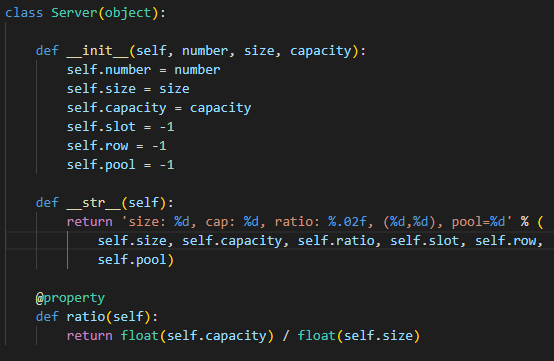 class Server(object):

    def __init__(self, number, size, capacity):
        self.number = number
        self.size = size
        self.capacity = capacity
        self.slot = -1
        self.row = -1
        self.pool = -1

    def __str__(self):
        return 'size: %d, cap: %d, ratio: %.02f, (%d,%d), pool=%d' % (
            self.size, self.capacity, self.ratio, self.slot, self.row,
            self.pool)

    @property
    def ratio(self):
        return float(self.capacity) / float(self.size)